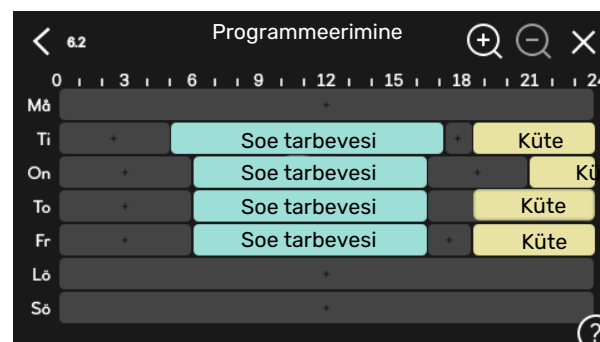 6.2 Programmeerimine
0 3 6 9 12 15 18 21 24
Må
Ti Soe tarbevesi Küte
On Soe tarbevesi Kü
To Soe tarbevesi Küte
Fr Soe tarbevesi Küte
Lö
Sö
?